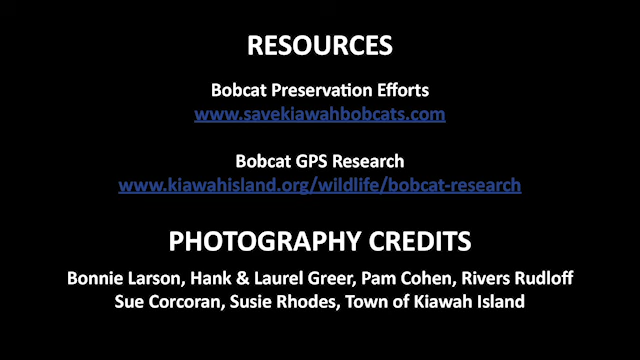 RESOURCES
Bobcat Preservation Efforts
www.savekiawahbobcats.com
Bobcat GPS Research
www.kiawahisland.org/wildlife/bobcat-research
PHOTOGRAPHY CREDITS
Bonnie Larson, Hank & Laurel Greer, Pam Cohen, Rivers Rudloff
Sue Corcoran, Susie Rhodes, Town of Kiawah Island